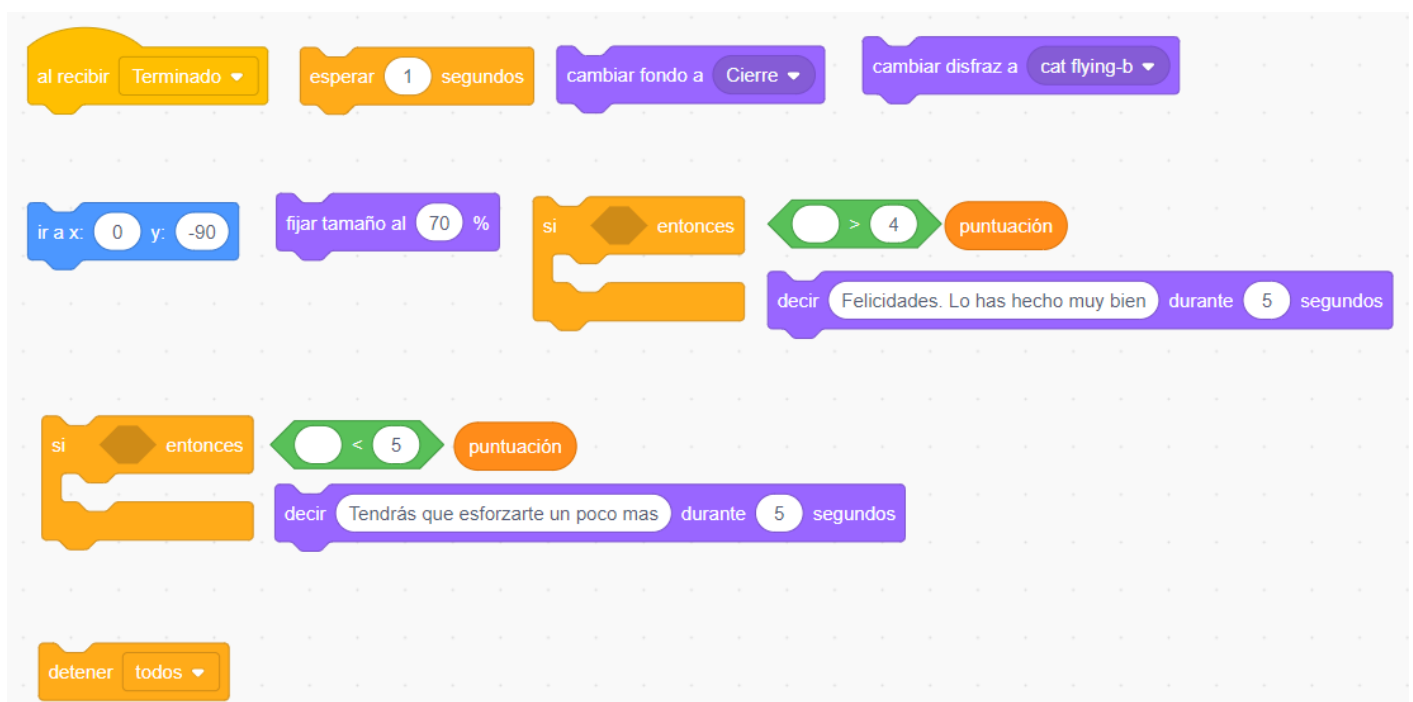 al recibir Terminado
esperar 1 segundos
cambiar fondo a Cierre
cambiar disfraz a cat flying-b
ir a x: 0 y: -90
fijar tamaño al 70 %
si entonces
> 4
puntuación
decir Felicidades. Lo has hecho muy bien durante 5 segundos
si entonces
< 5
puntuación
decir Tendrás que esforzarte un poco mas durante 5 segundos
detener todos